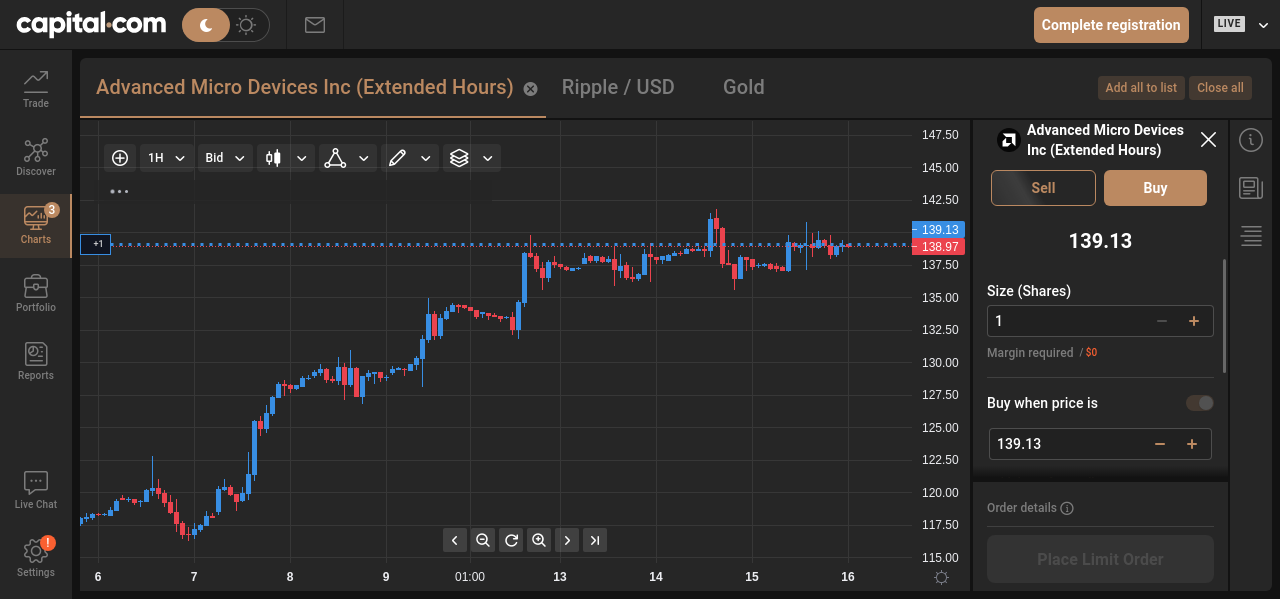 capital.com
Complete registration
LIVE
Trade
Discover
3
Charts
Portfolio
Reports
Live Chat
!
Settings
Advanced Micro Devices Inc (Extended Hours)
Ripple / USD
Gold
Add all to list
Close all
1H
Bid
+1
147.50
145.00
142.50
139.13
138.97
137.50
135.00
132.50
130.00
127.50
125.00
122.50
120.00
117.50
115.00
6 7 8 9 01:00 13 14 15 16
Advanced Micro Devices
Inc (Extended Hours)
Sell
Buy
139.13
Size (Shares)
1
Margin required / $0
Buy when price is
139.13
Order details
Place Limit Order